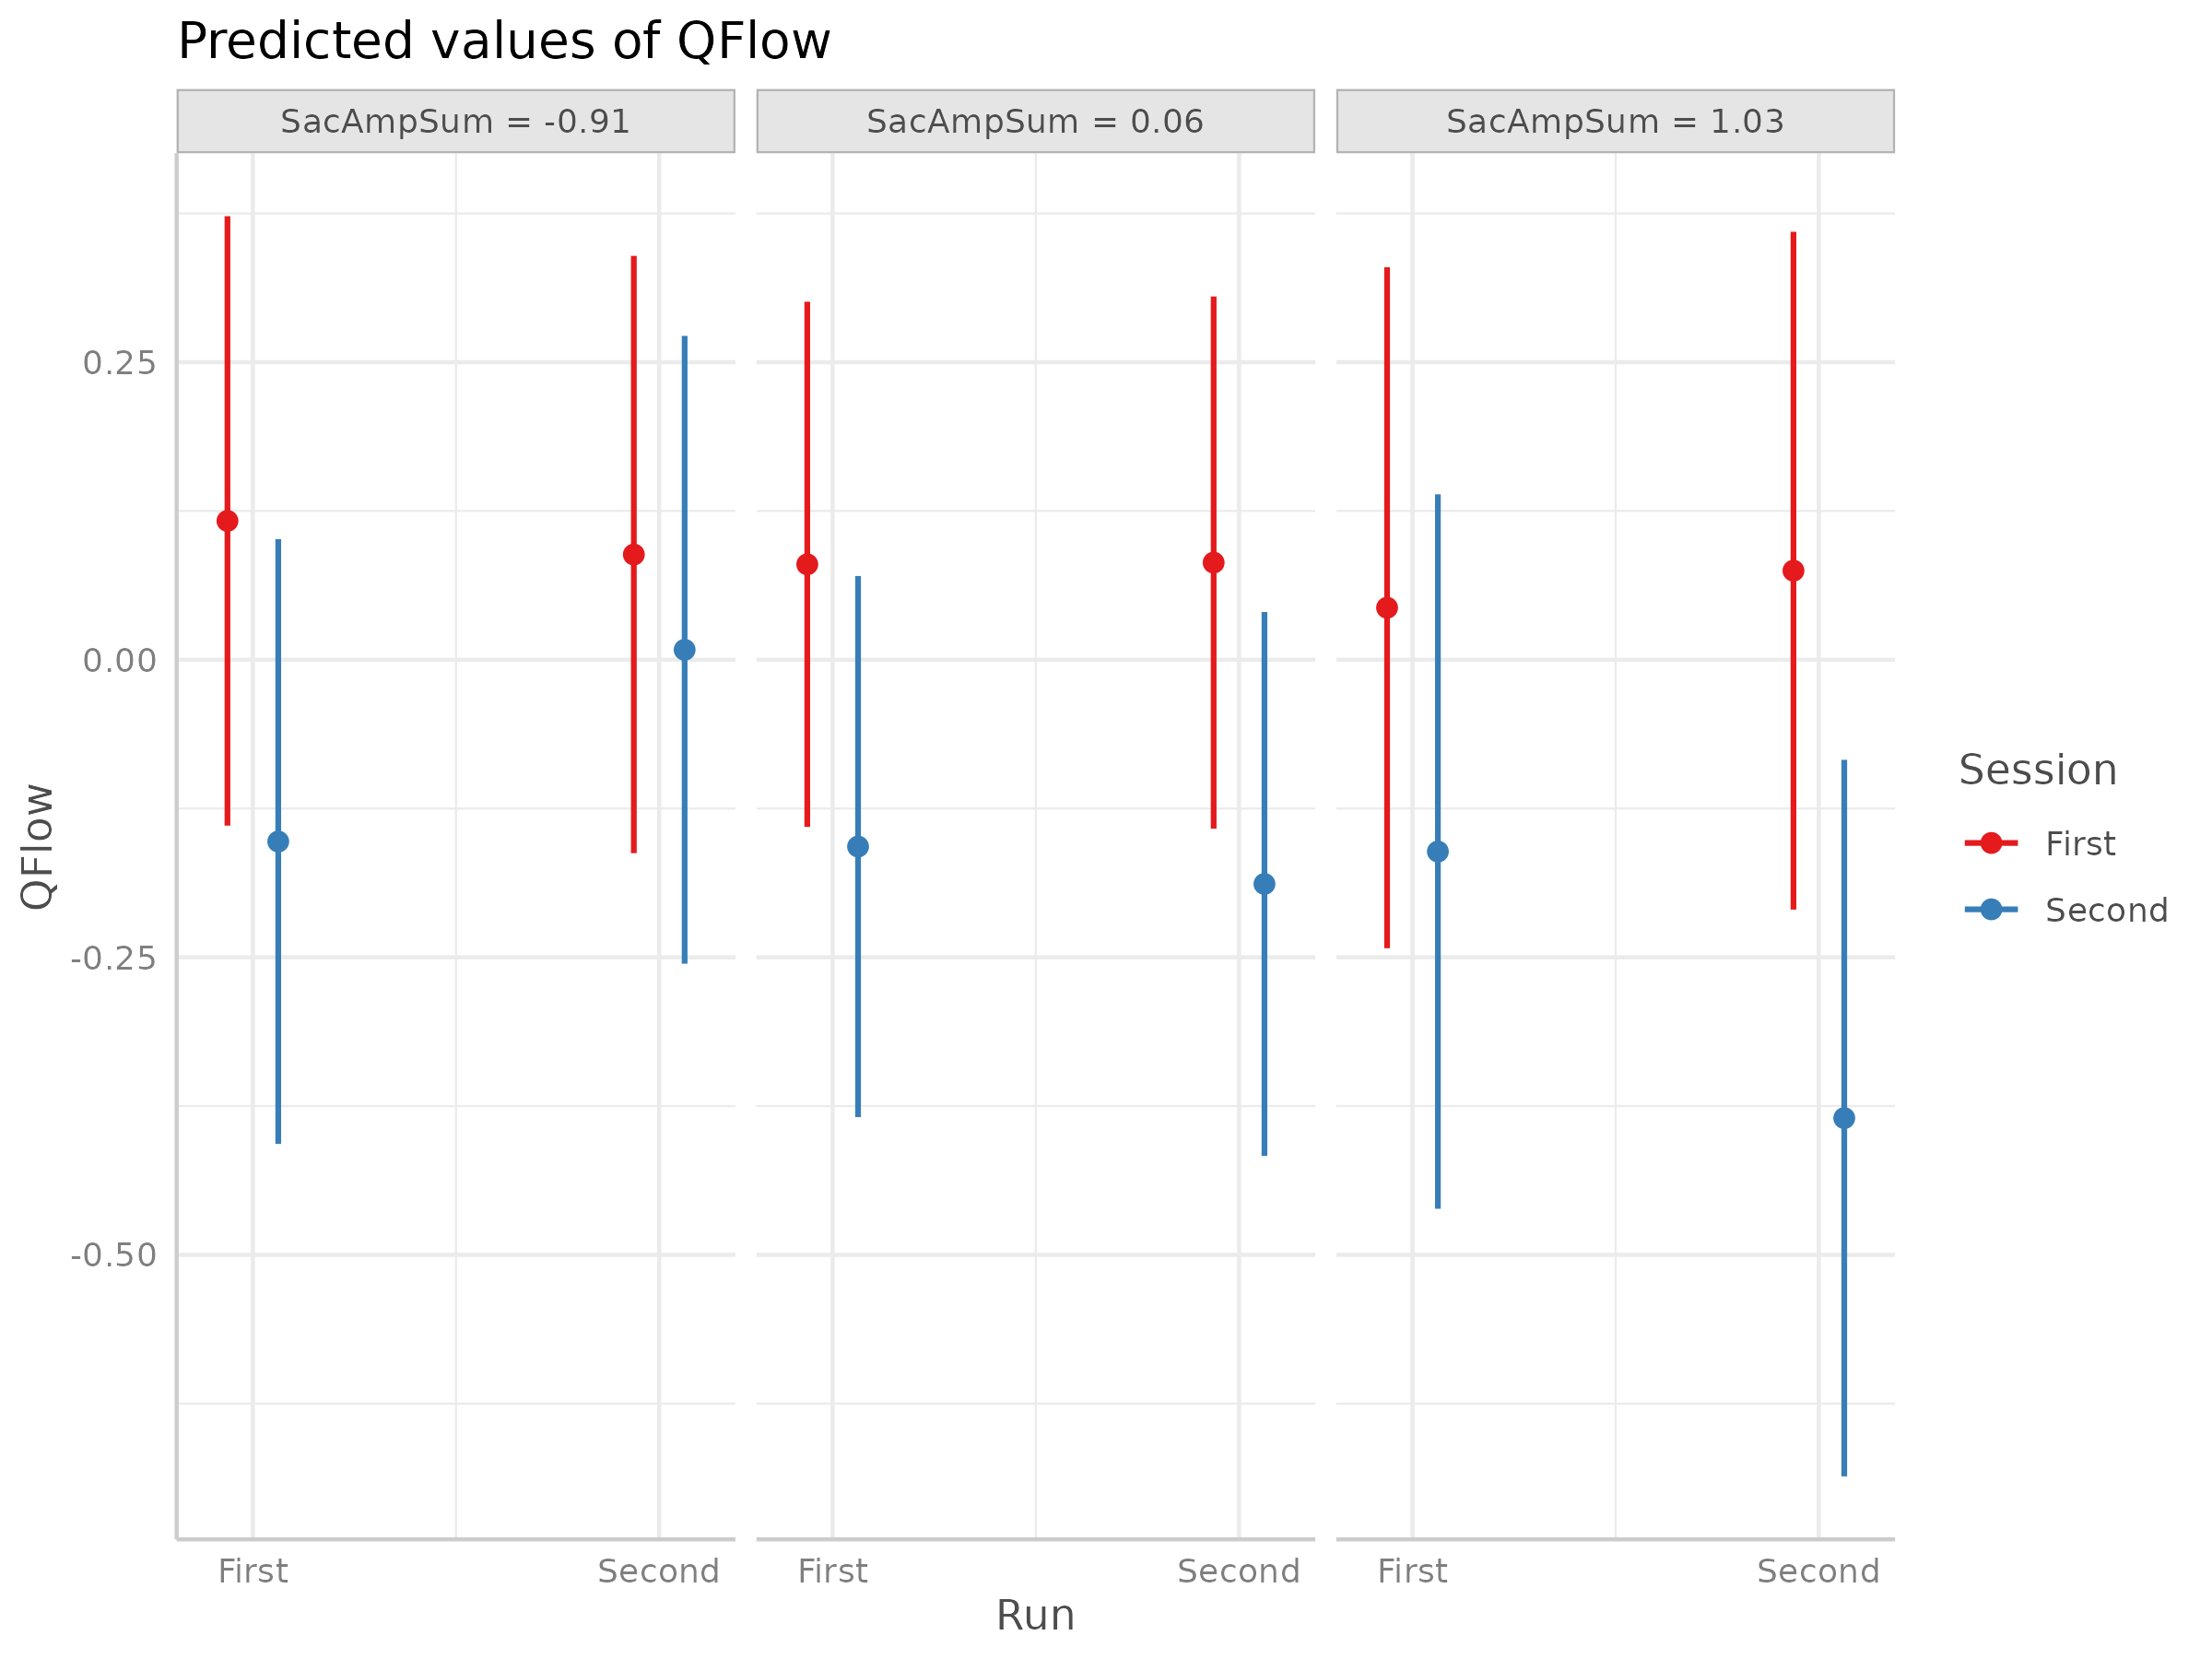 Predicted values of QFlow
SacAmpSum = -0.91
SacAmpSum = 0.06
SacAmpSum = 1.03
0.25
0.00
-0.25
-0.50
QFlow
First
Second
First
Second
First
Second
Run
Session
First
Second